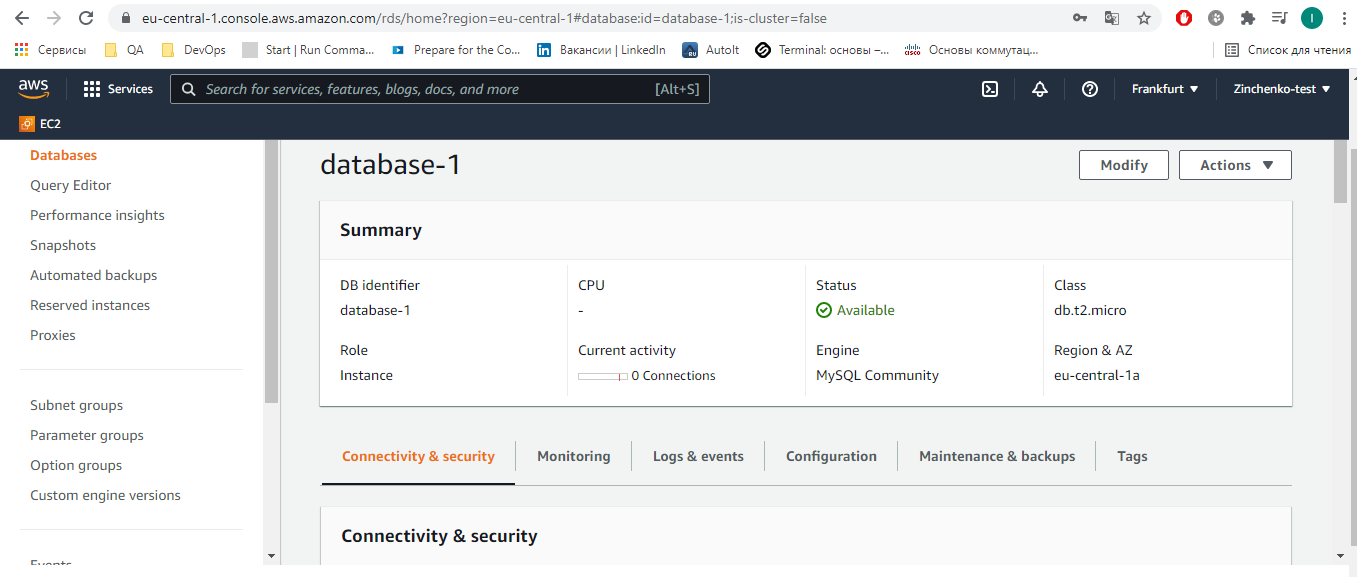 eu-central-1.console.aws.amazon.com/rds/home?region=eu-central-1#database:id=database-1;is-cluster=false
I
Сервисы QA DevOps Start | Run Comma... Prepare for the Co... Вакансии | LinkedIn AutoIt Terminal: основы –... Основы коммутац... Список для чтения
aws Services Search for services, features, blogs, docs, and more [Alt+S] Frankfurt ▼ Zinchenko-test ▼
EC2
Databases
Query Editor
Performance insights
Snapshots
Automated backups
Reserved instances
Proxies
Subnet groups
Parameter groups
Option groups
Custom engine versions
Events
database-1
Modify Actions ▼
Summary
DB identifier CPU Status Class
database-1 - Available db.t2.micro
Role Current activity Engine Region & AZ
Instance 0 Connections MySQL Community eu-central-1a
Connectivity & security Monitoring Logs & events Configuration Maintenance & backups Tags
Connectivity & security